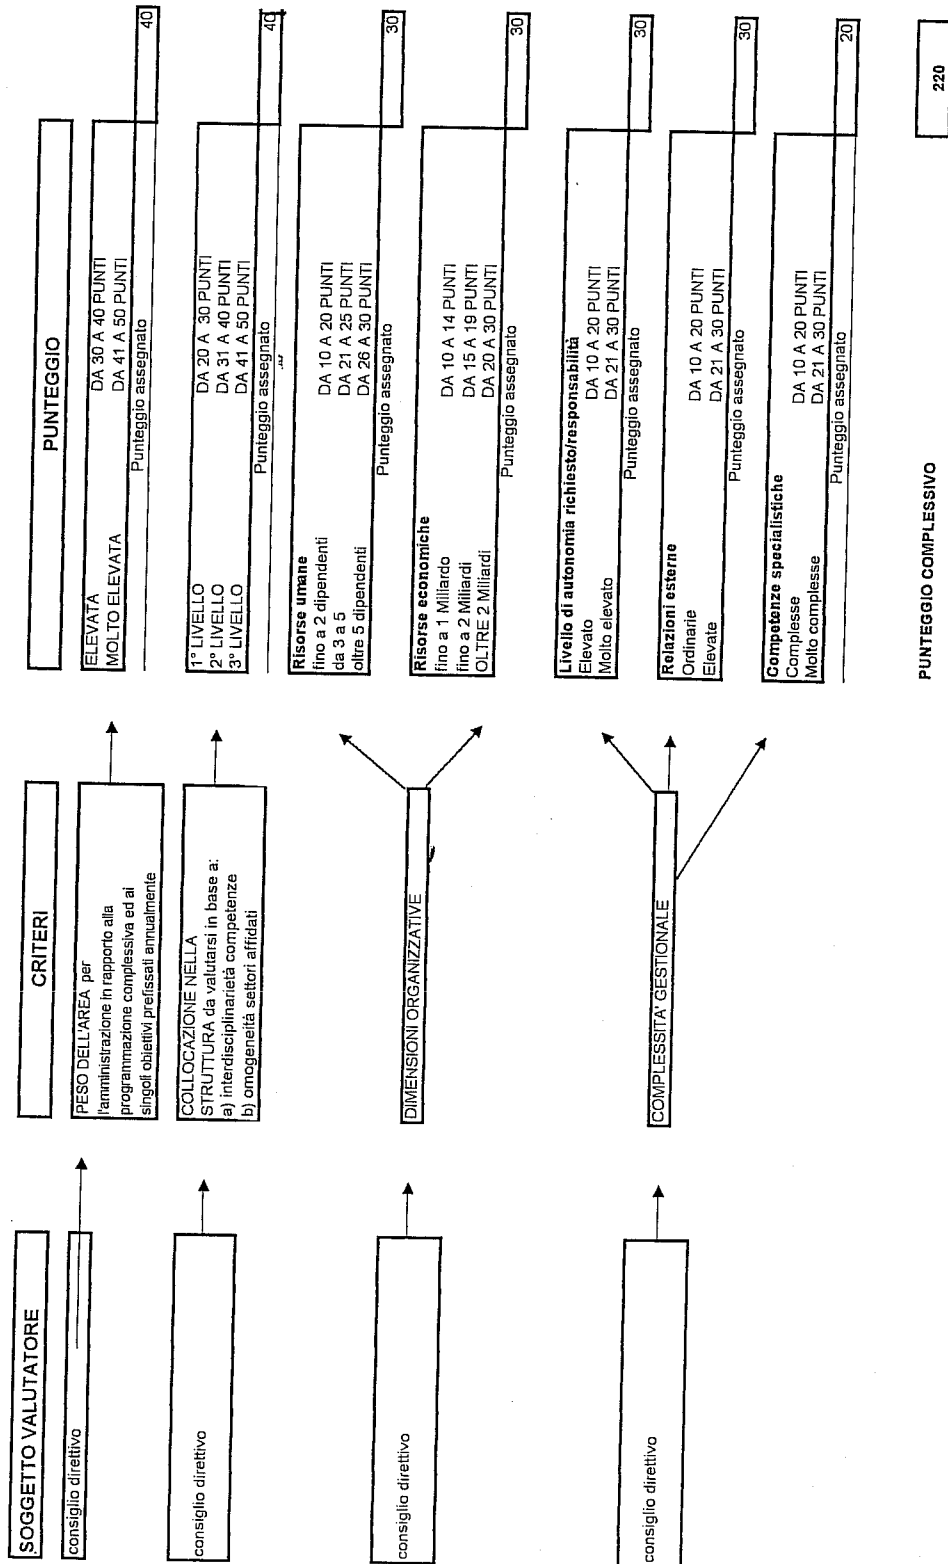 SOGGETTO VALUTATORE
CRITERI
PUNTEGGIO
consiglio direttivo
PESO DELL'AREA per
l'amministrazione in rapporto alla
programmazione complessiva ed ai
singoli obiettivi prefissati annualmente
ELEVATA DA 30 A 40 PUNTI
MOLTO ELEVATA DA 41 A 50 PUNTI
Punteggio assegnato 40
consiglio direttivo
COLLOCAZIONE NELLA
STRUTTURA da valutarsi in base a:
a) interdisciplinarietà competenze
b) omogeneità settori affidati
1° LIVELLO DA 20 A 30 PUNTI
2° LIVELLO DA 31 A 40 PUNTI
3° LIVELLO DA 41 A 50 PUNTI
Punteggio assegnato 40
consiglio direttivo
DIMENSIONI ORGANIZZATIVE
Risorse umane
fino a 2 dipendenti DA 10 A 20 PUNTI
da 3 a 5 DA 21 A 25 PUNTI
oltre 5 dipendenti DA 26 A 30 PUNTI
Punteggio assegnato 30
Risorse economiche
fino a 1 Miliardo DA 10 A 14 PUNTI
fino a 2 Miliardi DA 15 A 19 PUNTI
OLTRE 2 Miliardi DA 20 A 30 PUNTI
Punteggio assegnato 30
consiglio direttivo
COMPLESSITA' GESTIONALE
Livello di autonomia richiesto/responsabilità
Elevato DA 10 A 20 PUNTI
Molto elevato DA 21 A 30 PUNTI
Punteggio assegnato 30
Relazioni esterne
Ordinarie DA 10 A 20 PUNTI
Elevate DA 21 A 30 PUNTI
Punteggio assegnato 30
Competenze specialistiche
Complesse DA 10 A 20 PUNTI
Molto complesse DA 21 A 30 PUNTI
Punteggio assegnato 20
PUNTEGGIO COMPLESSIVO 220